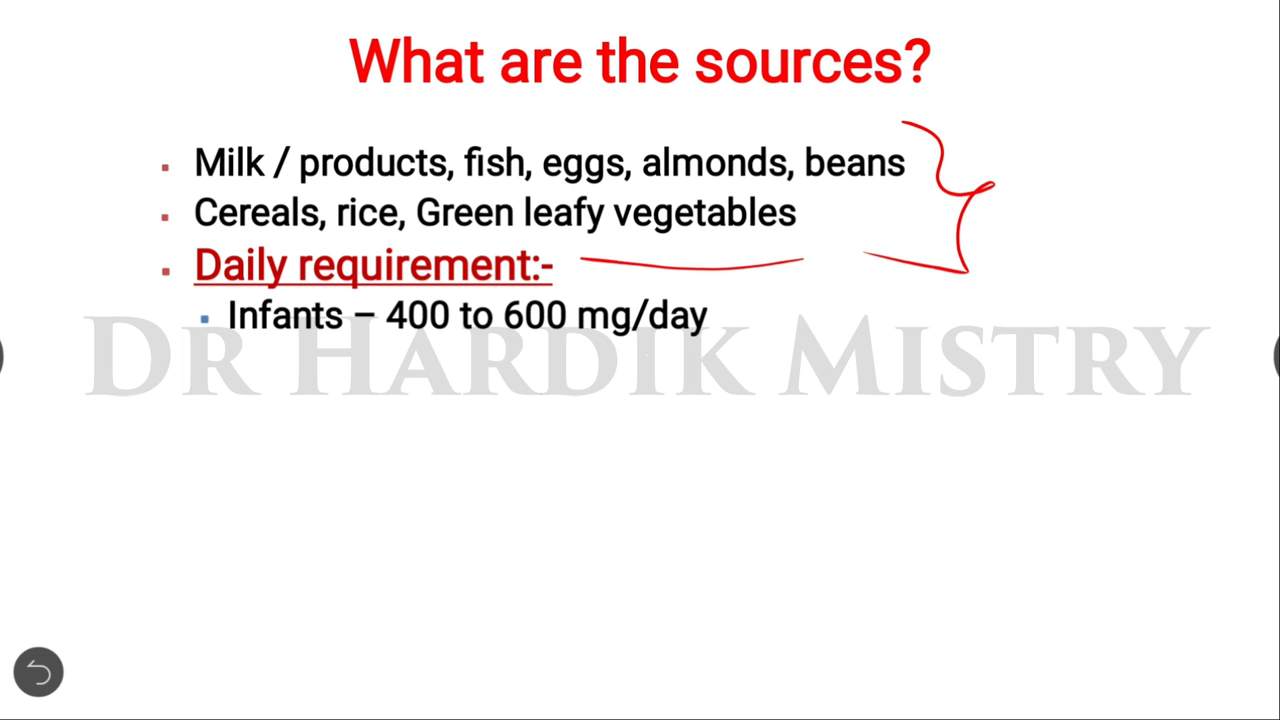 What are the sources?
Milk / products, fish, eggs, almonds, beans
Cereals, rice, Green leafy vegetables
Daily requirement:-
Infants – 400 to 600 mg/day
DR HARDIK MISTRY